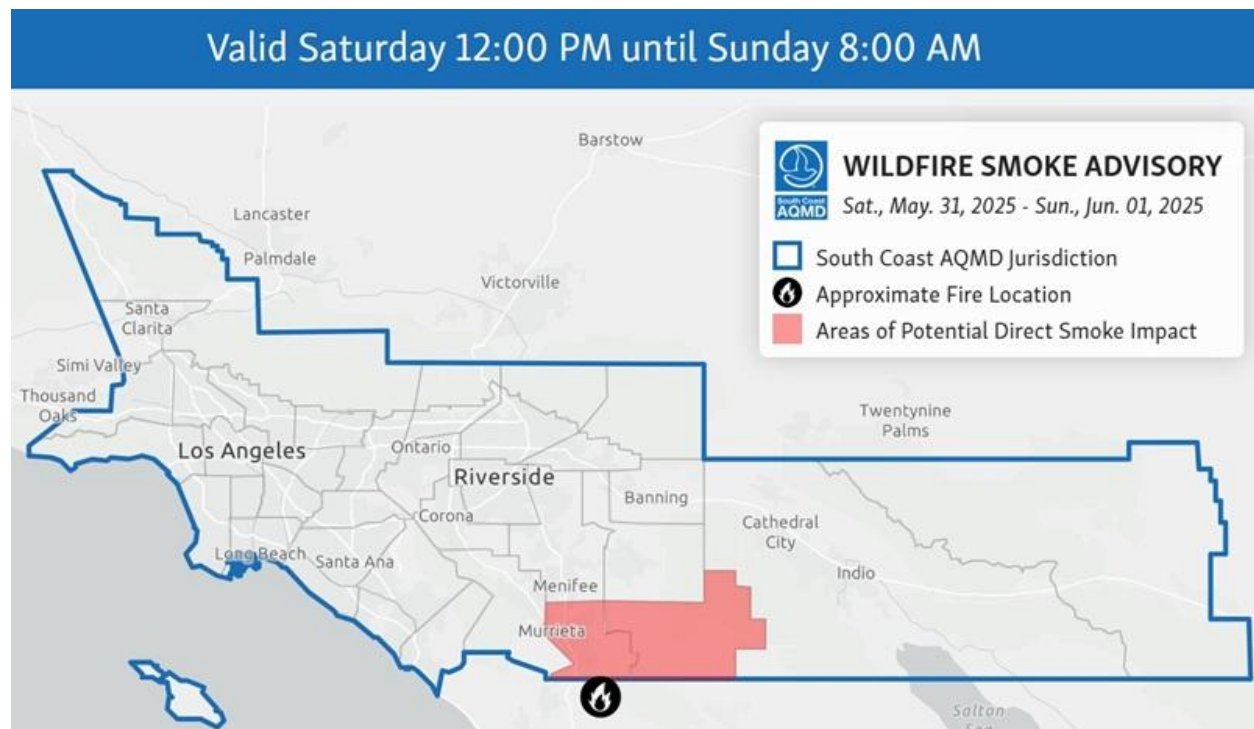 Valid Saturday 12:00 PM until Sunday 8:00 AM
Barstow
South Coast
AQMD
WILDFIRE SMOKE ADVISORY
Sat., May. 31, 2025 - Sun., Jun. 01, 2025
South Coast AQMD Jurisdiction
Approximate Fire Location
Areas of Potential Direct Smoke Impact
Lancaster
Palmdale
Victorville
Santa
Clarita
Simi Valley
Thousand
Oaks
Twentynine
Palms
Los Angeles
Ontario
Riverside
Banning
Corona
Cathedral
City
Long Beach
Santa Ana
Indio
Menifee
Murrieta
Salton
Sea